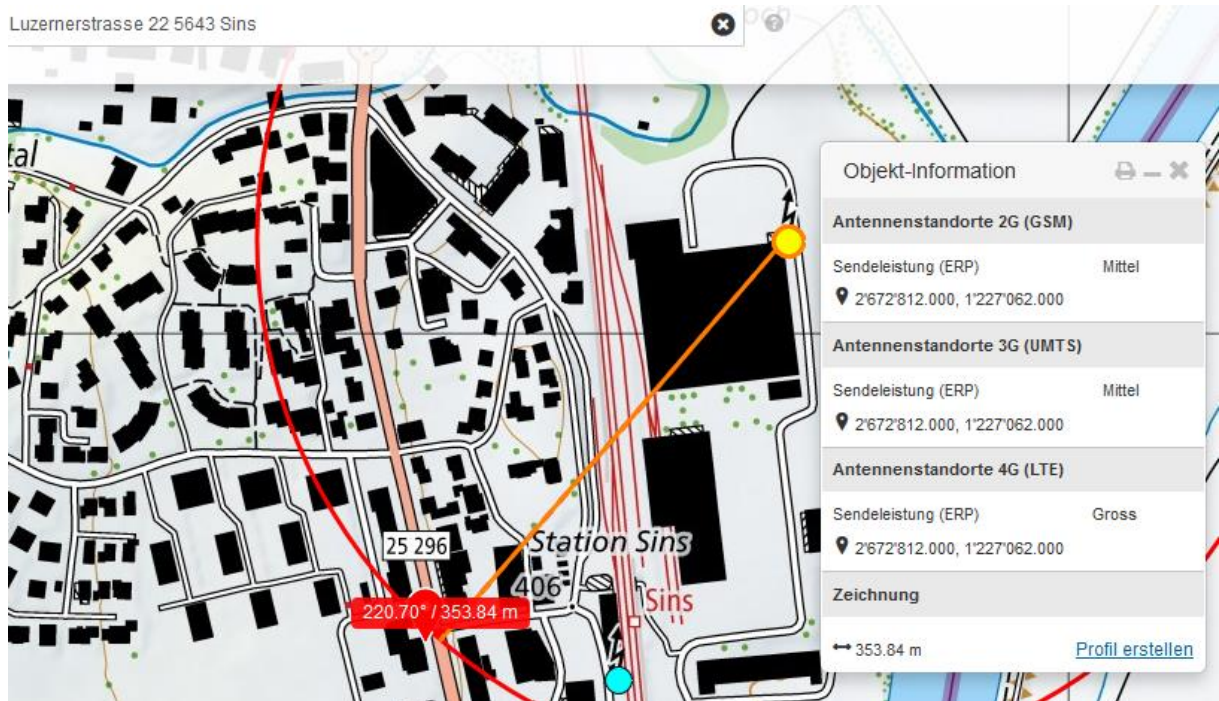 Luzernerstrasse 22 5643 Sins
och
Objekt-Information
tal
Antennenstandorte 2G (GSM)
Sendeleistung (ERP) Mittel
2'672'812.000, 1'227'062.000
Antennenstandorte 3G (UMTS)
Sendeleistung (ERP) Mittel
2'672'812.000, 1'227'062.000
Antennenstandorte 4G (LTE)
Sendeleistung (ERP) Gross
2'672'812.000, 1'227'062.000
25 296
Station Sins
406
Sins
220.70° / 353.84 m
Zeichnung
353.84 m Profil erstellen